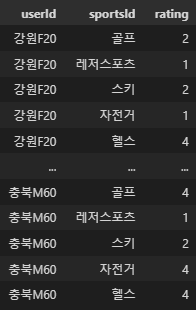 userId sportsId rating
강원F20 골프 2
강원F20 레저스포츠 1
강원F20 스키 2
강원F20 자전거 1
강원F20 헬스 4
... ... ...
충북M60 골프 4
충북M60 레저스포츠 1
충북M60 스키 2
충북M60 자전거 4
충북M60 헬스 4